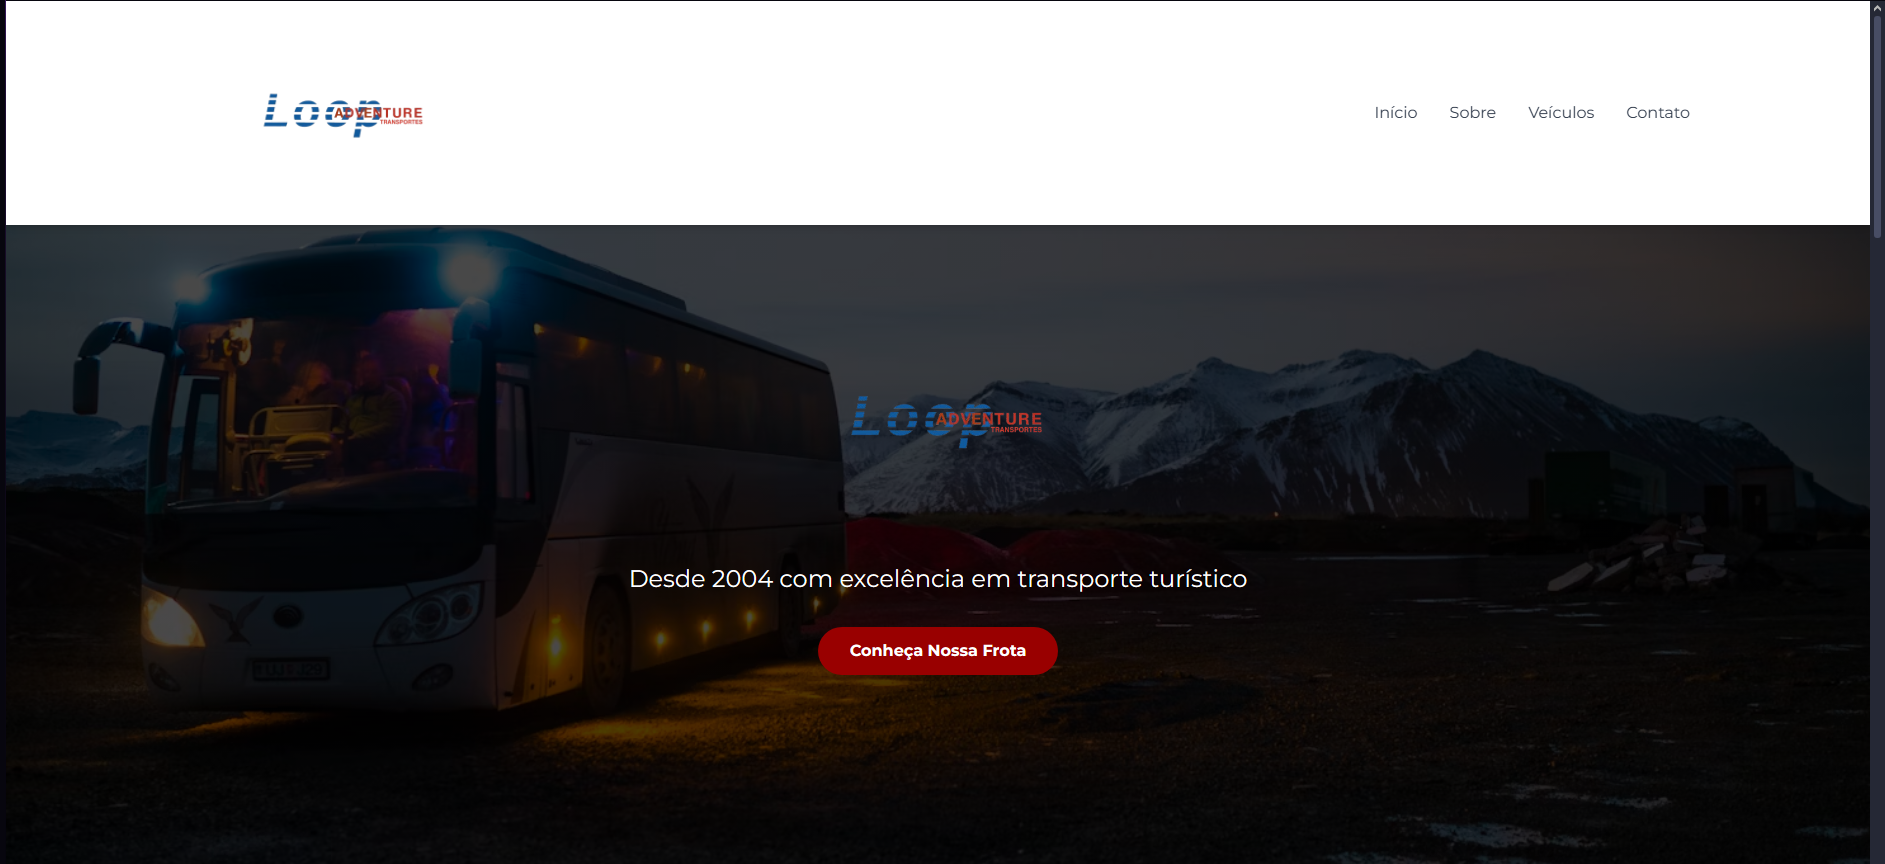 Loop ADVENTURE
TRANSPORTES
Início Sobre Veículos Contato
Loop ADVENTURE
TRANSPORTES
Desde 2004 com excelência em transporte turístico
Conheça Nossa Frota